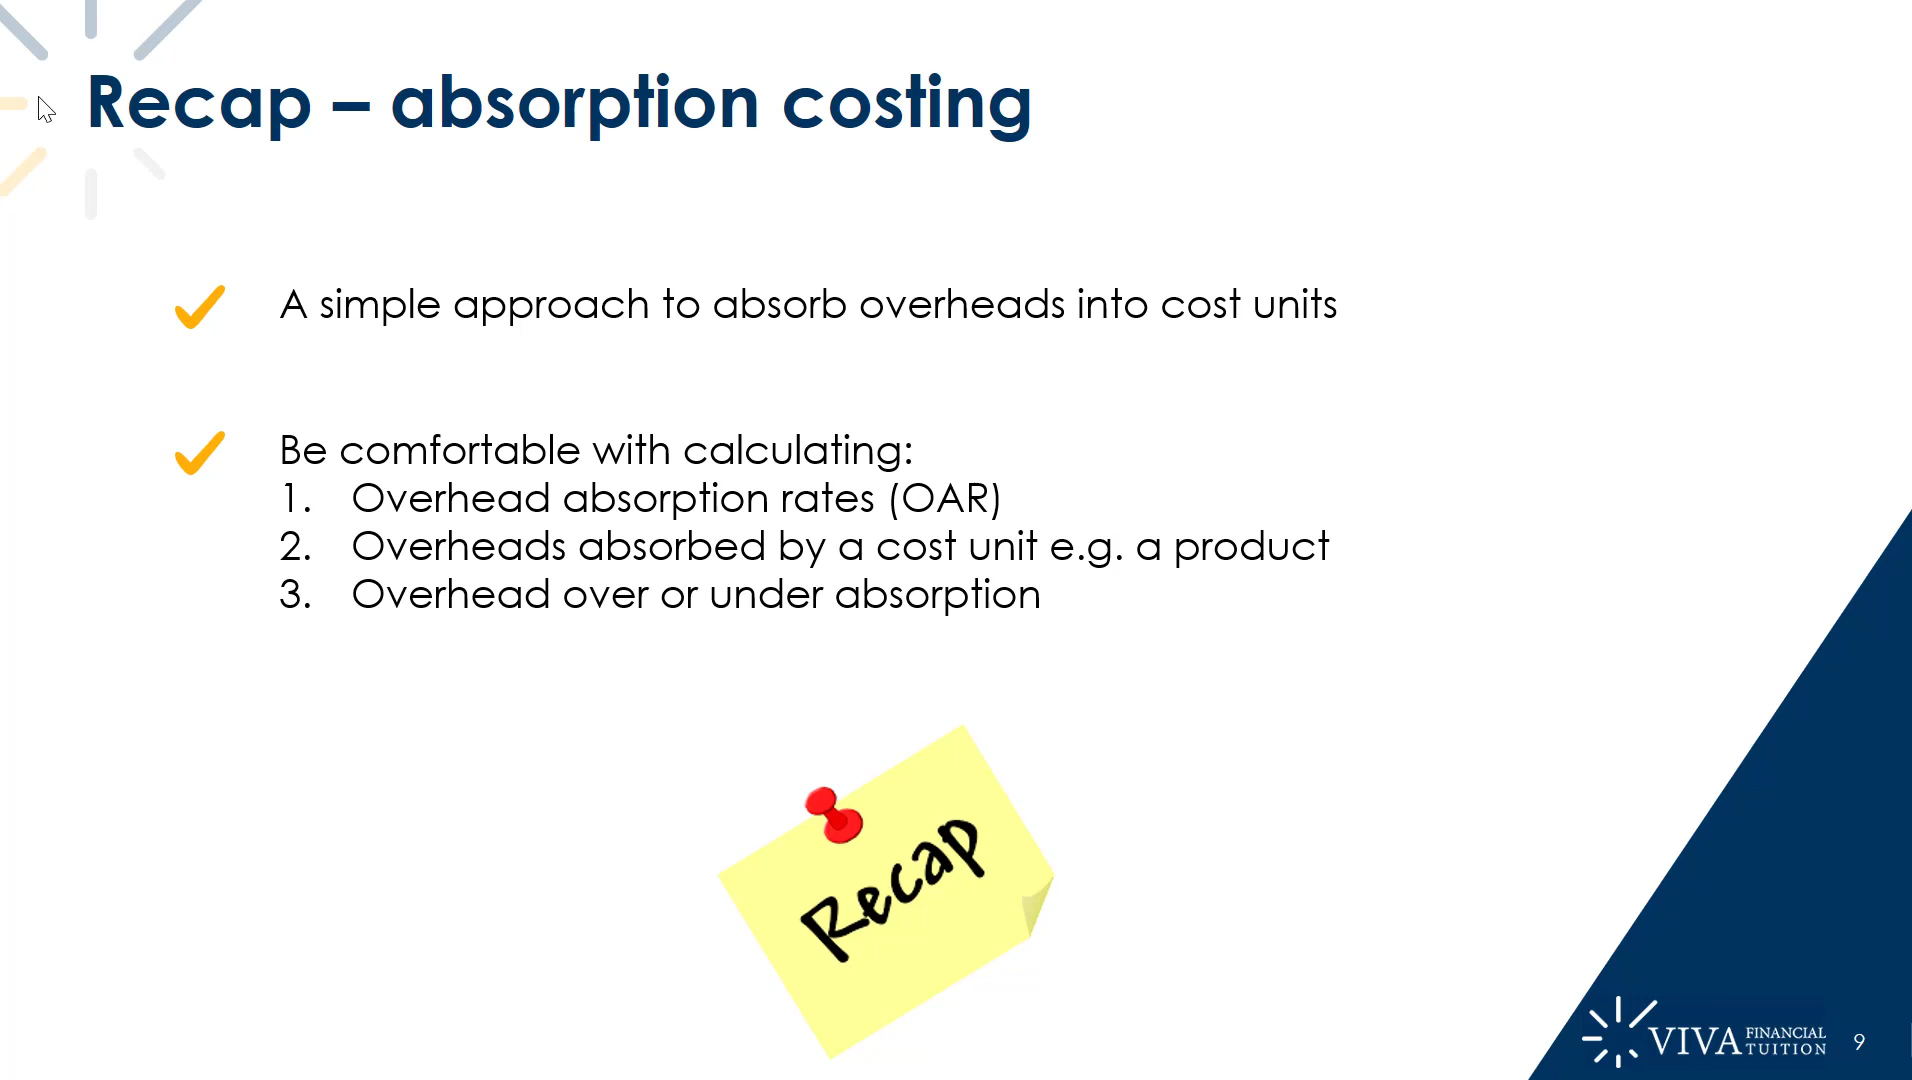 Recap – absorption costing
A simple approach to absorb overheads into cost units
Be comfortable with calculating:
1. Overhead absorption rates (OAR)
2. Overheads absorbed by a cost unit e.g. a product
3. Overhead over or under absorption
Recap
VIVA FINANCIAL TUITION
9